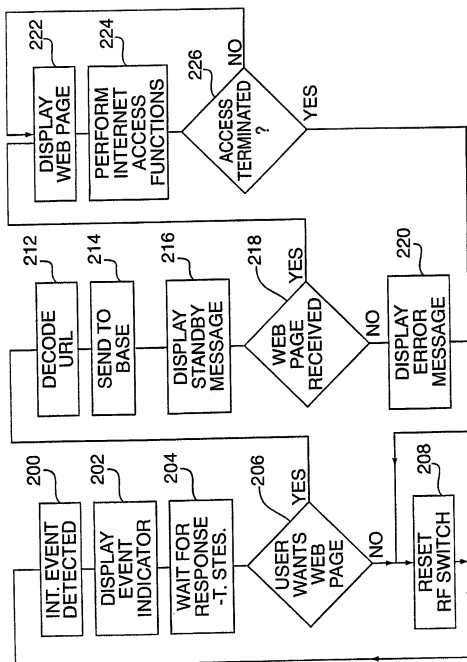 200
INT. EVENT
DETECTED
202
DISPLAY
EVENT
INDICATOR
204
WAIT FOR
RESPONSE
-T. STES.
206
USER
WANTS WEB
PAGE
YES
NO
208
RESET
RF SWITCH
212
DECODE
URL
214
SEND TO
BASE
216
DISPLAY
STANDBY
MESSAGE
218
WEB
PAGE
RECEIVED
YES
NO
220
DISPLAY
ERROR
MESSAGE
222
DISPLAY
WEB PAGE
224
PERFORM
INTERNET
ACCESS
FUNCTIONS
226
ACCESS
TERMINATED
?
NO
YES